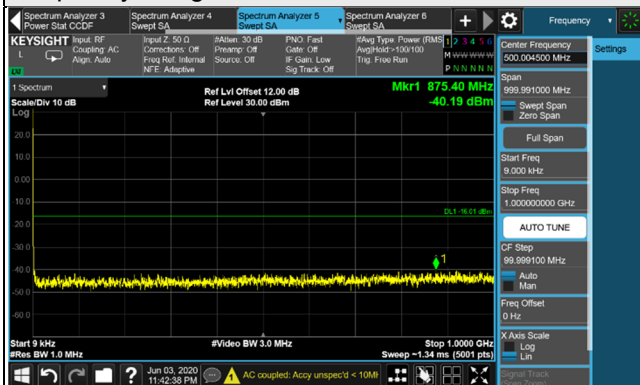 Spectrum Analyzer 3
Power Stat CCDF
Spectrum Analyzer 4
Swept SA
Spectrum Analyzer 5
Swept SA
Spectrum Analyzer 6
Swept SA
+
Frequency
KEYSIGHT
L
Input: RF
Coupling: AC
Align: Auto
Input Z: 50 Ω
Corrections: Off
Freq Ref: Internal
NFE: Adaptive
#Atten: 30 dB
Preamp: Off
Source: Off
PNO: Fast
Gate: Off
IF Gain: Low
Sig Track: Off
#Avg Type: Power (RMS
Avg|Hold:>100/100
Trig: Free Run
1 2 3 4 5 6
M W W W W W
P N N N N N
1 Spectrum
Scale/Div 10 dB
Log
Ref Lvl Offset 12.00 dB
Ref Level 30.00 dBm
Mkr1 875.40 MHz
-40.19 dBm
20.0
10.0
0.00
-10.0
DL1 -16.01 dBm
-20.0
-30.0
1
-40.0
-50.0
-60.0
Start 9 kHz
#Res BW 1.0 MHz
#Video BW 3.0 MHz
Stop 1.0000 GHz
Sweep ~1.34 ms (5001 pts)
Jun 03, 2020
11:42:38 PM
AC coupled: Accy unspec'd < 10MH
Settings
Center Frequency
500.004500 MHz
Span
999.991000 MHz
Swept Span
Zero Span
Full Span
Start Freq
9.000 kHz
Stop Freq
1.000000000 GHz
AUTO TUNE
CF Step
99.999100 MHz
Auto
Man
Freq Offset
0 Hz
X Axis Scale
Log
Lin
Signal Track